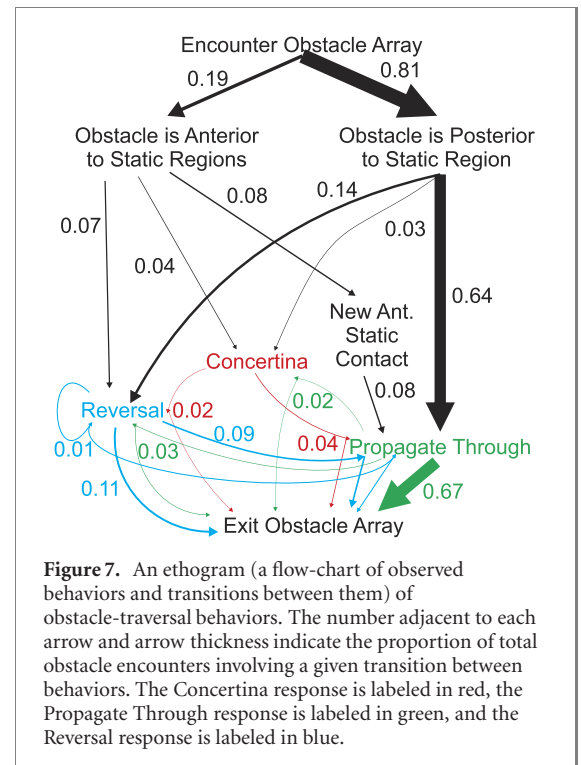 Encounter Obstacle Array
0.19
0.81
Obstacle is Anterior
to Static Regions
Obstacle is Posterior
to Static Region
0.08
0.14
0.07
0.03
0.04
0.64
New Ant.
Static
Contact
Concertina
0.08
0.02
Reversal
0.02
0.09
0.04
Propagate Through
0.01
0.03
0.11
0.67
Exit Obstacle Array
Figure 7. An ethogram (a flow-chart of observed
behaviors and transitions between them) of
obstacle-traversal behaviors. The number adjacent to each
arrow and arrow thickness indicate the proportion of total
obstacle encounters involving a given transition between
behaviors. The Concertina response is labeled in red, the
Propagate Through response is labeled in green, and the
Reversal response is labeled in blue.